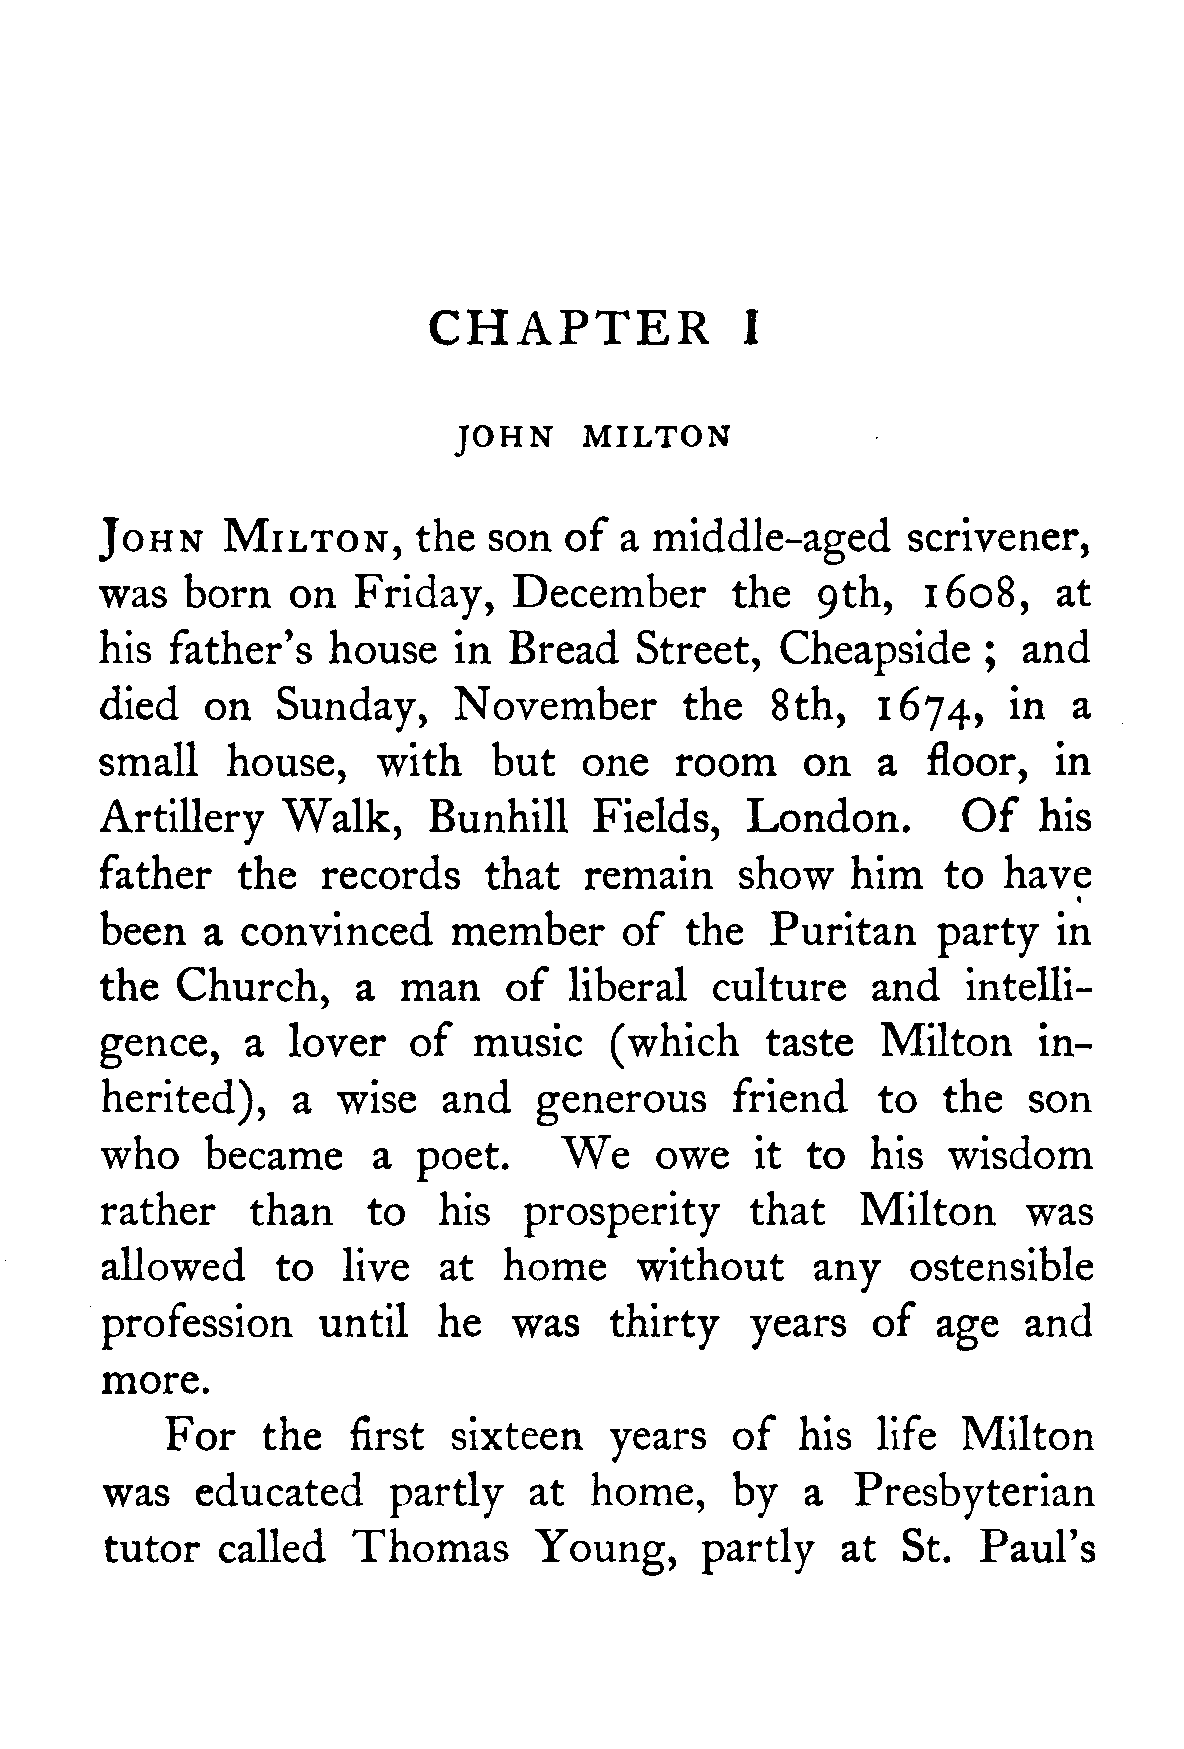 CHAPTER I
JOHN MILTON
JOHN MILTON, the son of a middle-aged scrivener,
was born on Friday, December the 9th, 1608, at
his father's house in Bread Street, Cheapside ; and
died on Sunday, November the 8th, 1674, in a
small house, with but one room on a floor, in
Artillery Walk, Bunhill Fields, London. Of his
father the records that remain show him to have
been a convinced member of the Puritan party in
the Church, a man of liberal culture and intelli-
gence, a lover of music (which taste Milton in-
herited), a wise and generous friend to the son
who became a poet. We owe it to his wisdom
rather than to his prosperity that Milton was
allowed to live at home without any ostensible
profession until he was thirty years of age and
more.
For the first sixteen years of his life Milton
was educated partly at home, by a Presbyterian
tutor called Thomas Young, partly at St. Paul's